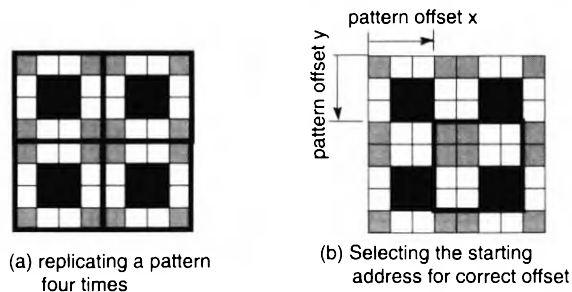 pattern offset x
pattern offset y
(a) replicating a pattern
four times
(b) Selecting the starting
address for correct offset